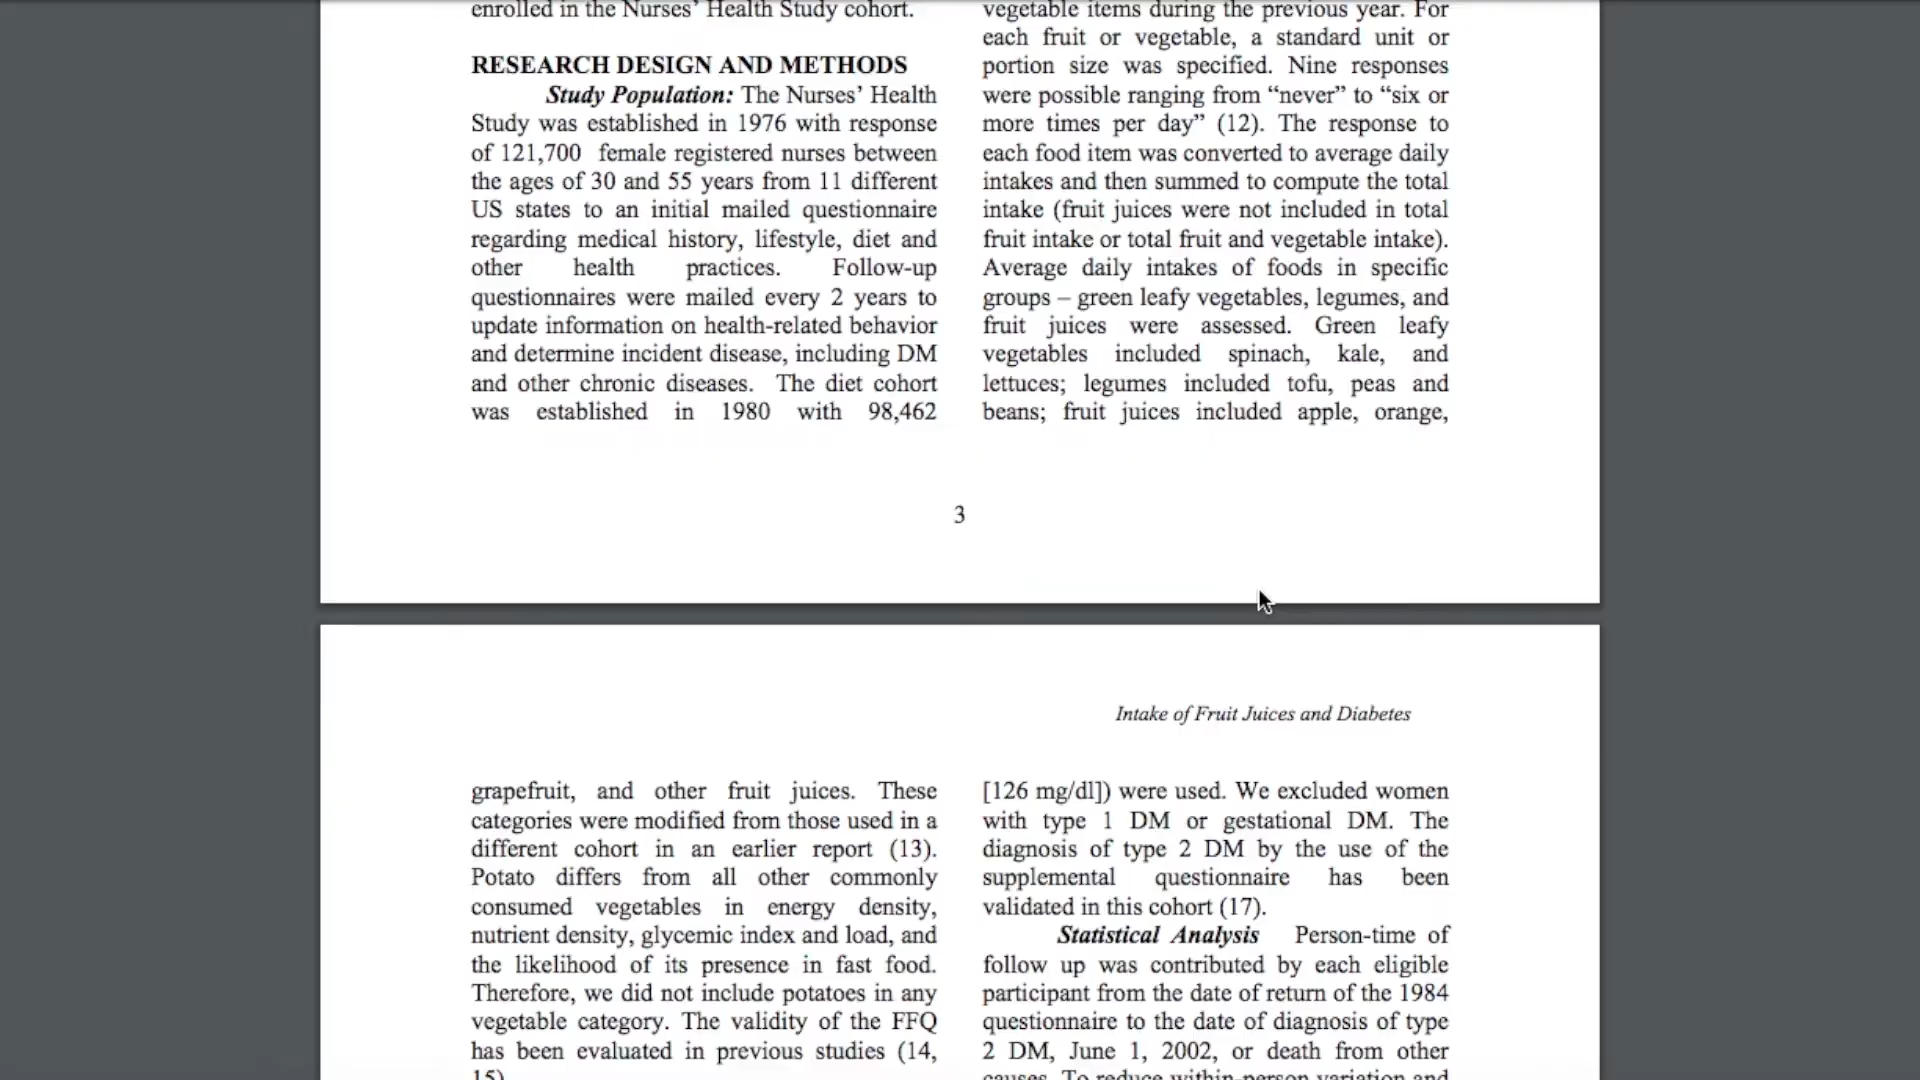 enrolled in the Nurses' Health Study cohort.
RESEARCH DESIGN AND METHODS
Study Population: The Nurses' Health
Study was established in 1976 with response
of 121,700 female registered nurses between
the ages of 30 and 55 years from 11 different
US states to an initial mailed questionnaire
regarding medical history, lifestyle, diet and
other health practices. Follow-up
questionnaires were mailed every 2 years to
update information on health-related behavior
and determine incident disease, including DM
and other chronic diseases. The diet cohort
was established in 1980 with 98,462
vegetable items during the previous year. For
each fruit or vegetable, a standard unit or
portion size was specified. Nine responses
were possible ranging from “never” to “six or
more times per day” (12). The response to
each food item was converted to average daily
intakes and then summed to compute the total
intake (fruit juices were not included in total
fruit intake or total fruit and vegetable intake).
Average daily intakes of foods in specific
groups – green leafy vegetables, legumes, and
fruit juices were assessed. Green leafy
vegetables included spinach, kale, and
lettuces; legumes included tofu, peas and
beans; fruit juices included apple, orange,
3
Intake of Fruit Juices and Diabetes
grapefruit, and other fruit juices. These
categories were modified from those used in a
different cohort in an earlier report (13).
Potato differs from all other commonly
consumed vegetables in energy density,
nutrient density, glycemic index and load, and
the likelihood of its presence in fast food.
Therefore, we did not include potatoes in any
vegetable category. The validity of the FFQ
has been evaluated in previous studies (14,
15)
[126 mg/dl]) were used. We excluded women
with type 1 DM or gestational DM. The
diagnosis of type 2 DM by the use of the
supplemental questionnaire has been
validated in this cohort (17).
Statistical Analysis Person-time of
follow up was contributed by each eligible
participant from the date of return of the 1984
questionnaire to the date of diagnosis of type
2 DM, June 1, 2002, or death from other
causes. To reduce within-person variation and